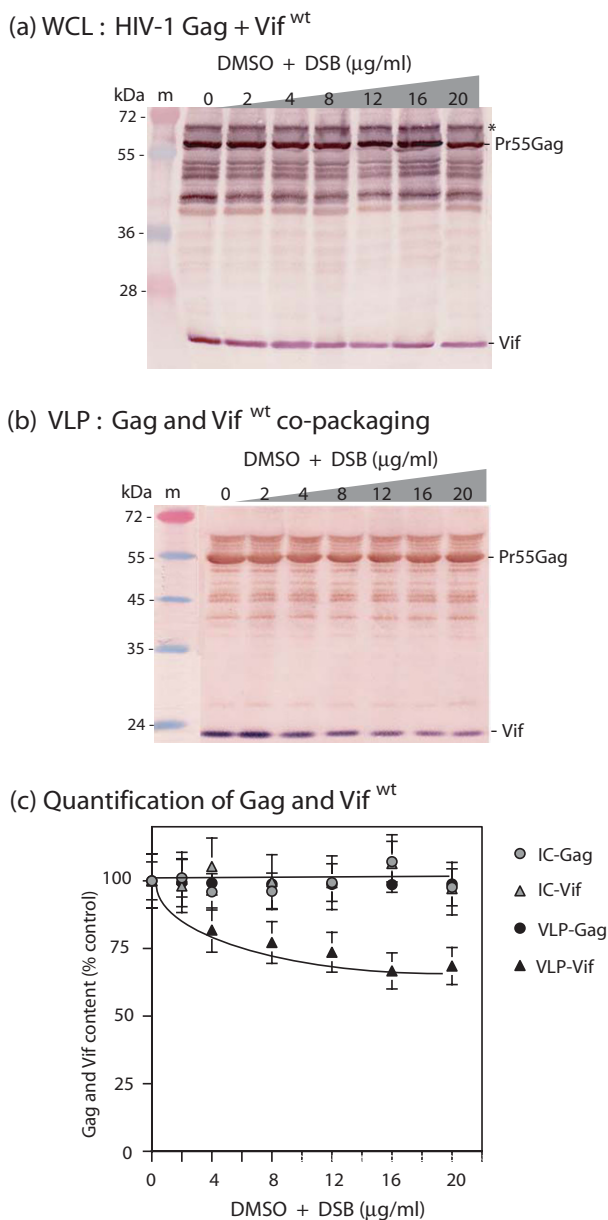 (a) WCL : HIV-1 Gag + Vif wt
DMSO + DSB (μg/ml)
kDa m 0 2 4 8 12 16 20
72 -
*
- Pr55Gag
55 -
36 -
28 -
- Vif
(b) VLP : Gag and Vif wt co-packaging
DMSO + DSB (μg/ml)
kDa m 0 2 4 8 12 16 20
72 -
55 -
- Pr55Gag
45 -
35 -
24 -
- Vif
(c) Quantification of Gag and Vif wt
Gag and Vif content (% control)
100
75
50
25
0
0 4 8 12 16 20
DMSO + DSB (μg/ml)
IC-Gag
IC-Vif
VLP-Gag
VLP-Vif